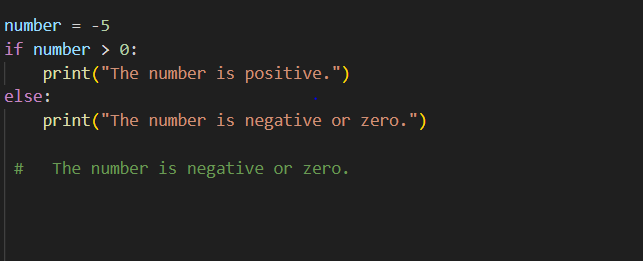 number = -5
if number > 0:
    print("The number is positive.")
else:
    print("The number is negative or zero.")
 #   The number is negative or zero.